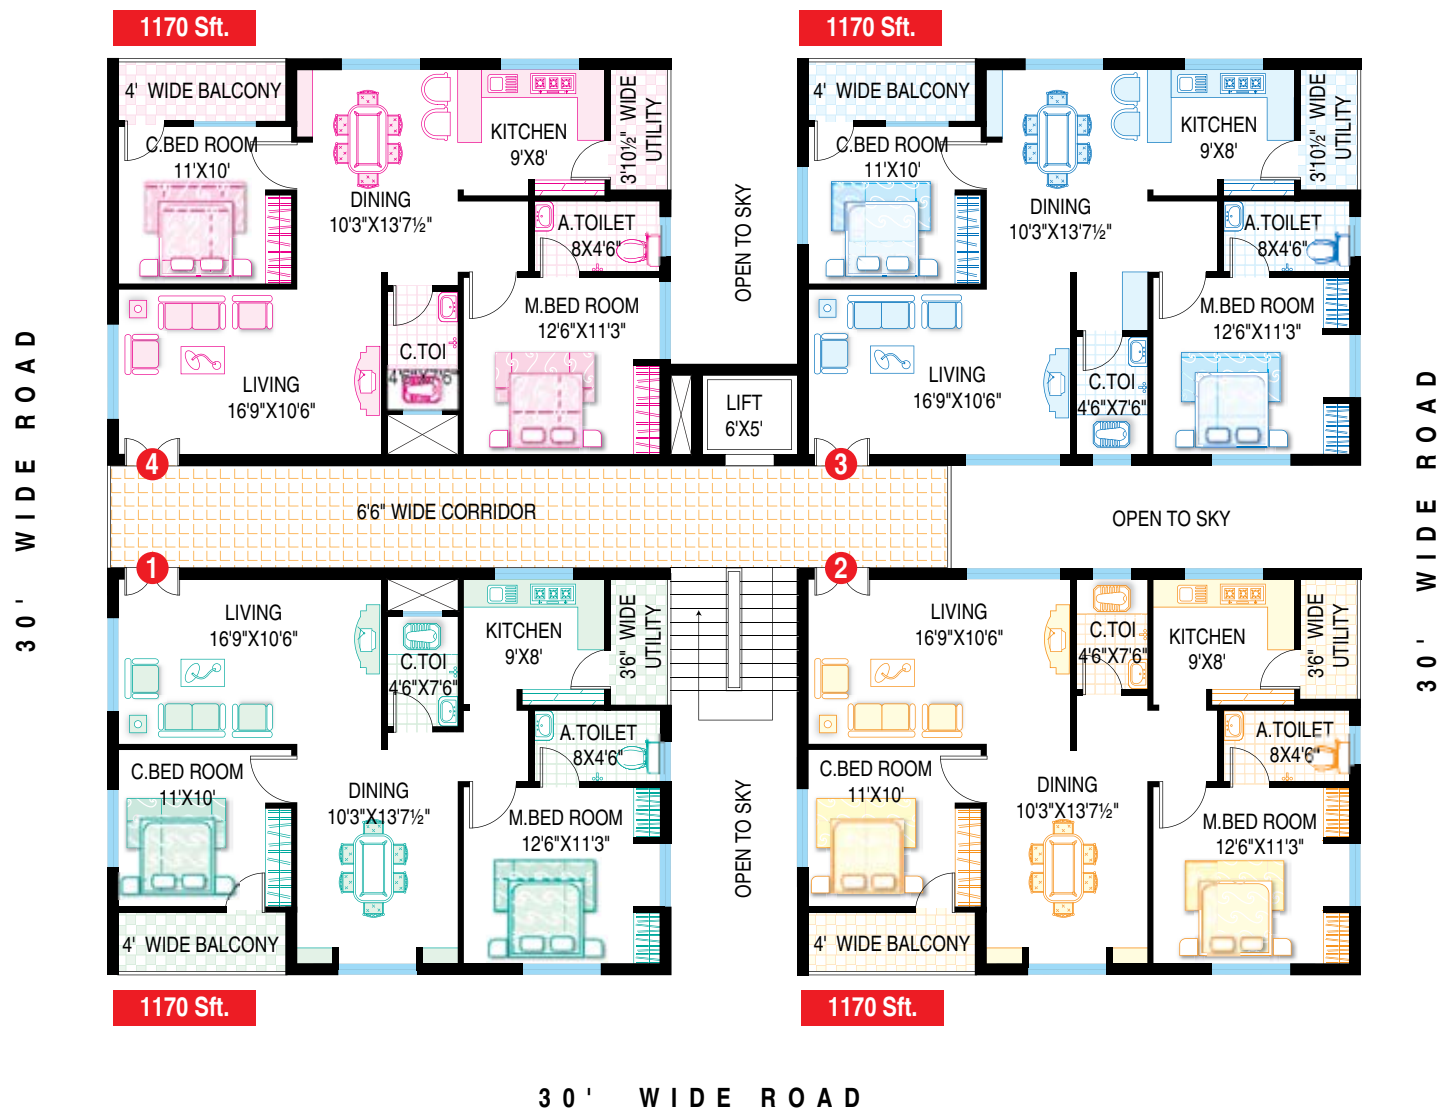 1170 Sft.
1170 Sft.
4' WIDE BALCONY
C.BED ROOM
11'X10'
DINING
10'3"X13'7½"
KITCHEN
9'X8'
3'10½" WIDE
UTILITY
A.TOILET
8X4'6"
M.BED ROOM
12'6"X11'3"
C.TOI
4'6"X7'6"
LIVING
16'9"X10'6"
4
OPEN TO SKY
LIFT
6'X5'
4' WIDE BALCONY
C.BED ROOM
11'X10'
DINING
10'3"X13'7½"
KITCHEN
9'X8'
3'10½" WIDE
UTILITY
A.TOILET
8X4'6"
M.BED ROOM
12'6"X11'3"
C.TOI
4'6"X7'6"
LIVING
16'9"X10'6"
3
30' WIDE ROAD
30' WIDE ROAD
6'6" WIDE CORRIDOR
OPEN TO SKY
1
LIVING
16'9"X10'6"
C.TOI
4'6"X7'6"
KITCHEN
9'X8'
3'6" WIDE
UTILITY
A.TOILET
8X4'6"
C.BED ROOM
11'X10'
DINING
10'3"X13'7½"
M.BED ROOM
12'6"X11'3"
4' WIDE BALCONY
OPEN TO SKY
2
LIVING
16'9"X10'6"
C.TOI
4'6"X7'6"
KITCHEN
9'X8'
3'6" WIDE
UTILITY
A.TOILET
8X4'6"
C.BED ROOM
11'X10'
DINING
10'3"X13'7½"
M.BED ROOM
12'6"X11'3"
4' WIDE BALCONY
1170 Sft.
1170 Sft.
30' WIDE ROAD